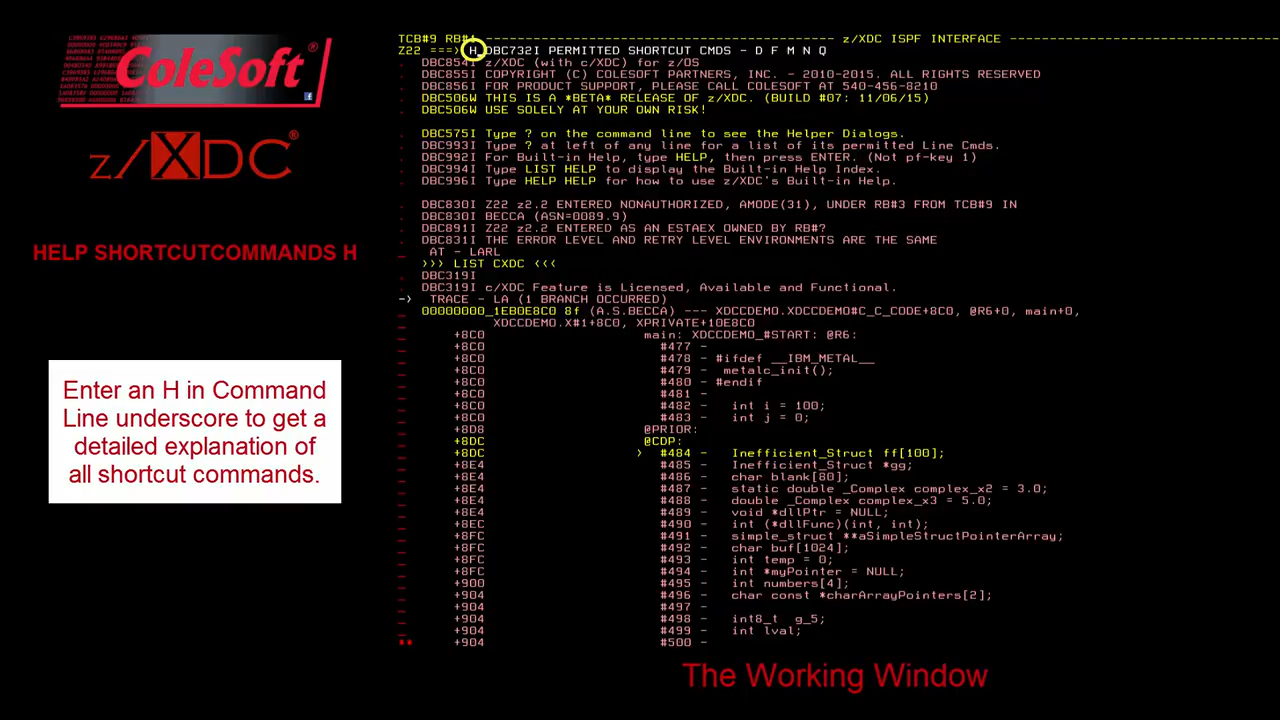 ColeSoft®
z/XDC®
HELP SHORTCUTCOMMANDS H
Enter an H in Command
Line underscore to get a
detailed explanation of
all shortcut commands.
TCB#9 RB#4 ---------------------------------------------- z/XDC ISPF INTERFACE ---------------------------------
Z22 ===> H_DBC732I PERMITTED SHORTCUT CMDS - D F M N Q
. DBC854I z/XDC (with c/XDC) for z/OS
. DBC855I COPYRIGHT (C) COLESOFT PARTNERS, INC. - 2010-2015. ALL RIGHTS RESERVED
. DBC856I FOR PRODUCT SUPPORT, PLEASE CALL COLESOFT AT 540-456-8210
. DBC506W THIS IS A *BETA* RELEASE OF z/XDC. (BUILD #07: 11/06/15)
. DBC506W USE SOLELY AT YOUR OWN RISK!
. DBC575I Type ? on the command line to see the Helper Dialogs.
. DBC993I Type ? at left of any line for a list of its permitted Line Cmds.
. DBC992I For Built-in Help, type HELP, then press ENTER. (Not pf-key 1)
. DBC994I Type LIST HELP to display the Built-in Help Index.
. DBC996I Type HELP HELP for how to use z/XDC's Built-in Help.
. DBC830I Z22 z2.2 ENTERED NONAUTHORIZED, AMODE(31), UNDER RB#3 FROM TCB#9 IN
. DBC830I BECCA (ASN=0089.9)
. DBC891I Z22 z2.2 ENTERED AS AN ESTAEX OWNED BY RB#?
. DBC831I THE ERROR LEVEL AND RETRY LEVEL ENVIRONMENTS ARE THE SAME
_ AT - LARL
>>> LIST CXDC <<<
. DBC319I
. DBC319I c/XDC Feature is Licensed, Available and Functional.
-> TRACE - LA (1 BRANCH OCCURRED)
_ 00000000_1EB0E8C0 8f (A.S.BECCA) --- XDCCDEMO.XDCCDEMO#C_C_CODE+8C0, @R6+0, main+0,
XDCCDEMO.X#1+8C0, XPRIVATE+10E8C0
_ +8C0 main: XDCCDEMO_#START: @R6:
_ +8C0 #477 -
_ +8C0 #478 - #ifdef __IBM_METAL__
_ +8C0 #479 - metalc_init();
_ +8C0 #480 - #endif
_ +8C0 #481 -
_ +8C0 #482 - int i = 100;
_ +8C0 #483 - int j = 0;
_ +8D8 @PRIOR:
_ +8DC @CDP:
_ +8DC > #484 - Inefficient_Struct ff[100];
_ +8E4 #485 - Inefficient_Struct *gg;
_ +8E4 #486 - char blank[80];
_ +8E4 #487 - static double _Complex complex_x2 = 3.0;
_ +8E4 #488 - double _Complex complex_x3 = 5.0;
_ +8E4 #489 - void *dllPtr = NULL;
_ +8EC #490 - int (*dllFunc)(int, int);
_ +8FC #491 - simple_struct **aSimpleStructPointerArray;
_ +8FC #492 - char buf[1024];
_ +8FC #493 - int temp = 0;
_ +8FC #494 - int *myPointer = NULL;
_ +900 #495 - int numbers[4];
_ +904 #496 - char const *charArrayPointers[2];
_ +904 #497 -
_ +904 #498 - int8_t g_5;
_ +904 #499 - int lval;
** +904 #500 -
The Working Window